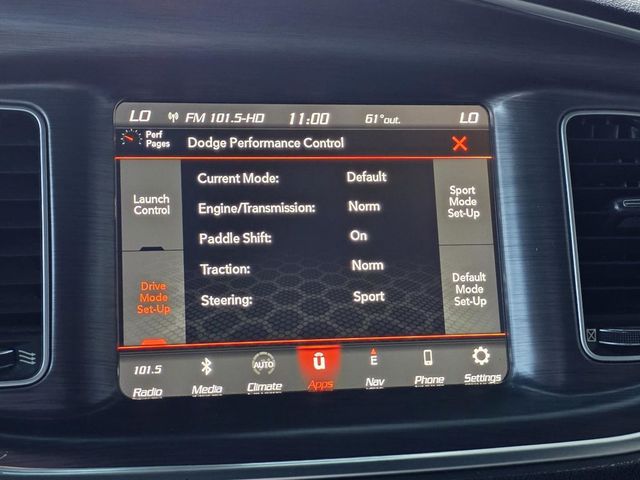 LO FM 101.5-HD 11:00 61°out. LO
Perf Pages Dodge Performance Control
Launch Control
Drive Mode Set-Up
Current Mode: Default
Engine/Transmission: Norm
Paddle Shift: On
Traction: Norm
Steering: Sport
Sport Mode Set-Up
Default Mode Set-Up
101.5 AUTO ū E
Radio Media Climate Apps Nav Phone Settings